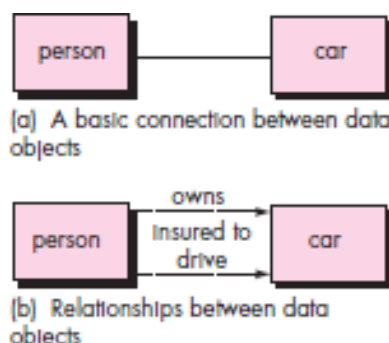 person car
(a) A basic connection between data
objects
owns
person insured to car
drive
(b) Relationships between data
objects